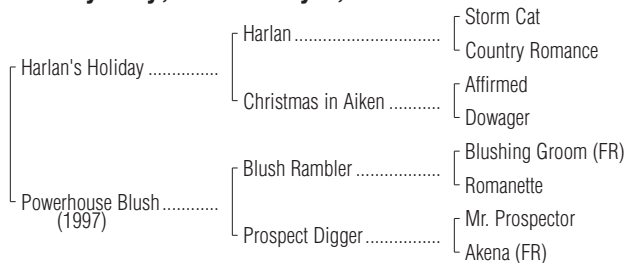 Storm Cat
Harlan
Country Romance
Harlan's Holiday
Affirmed
Christmas in Aiken
Dowager
Blushing Groom (FR)
Blush Rambler
Romanette
Powerhouse Blush
(1997)
Mr. Prospector
Prospect Digger
Akena (FR)